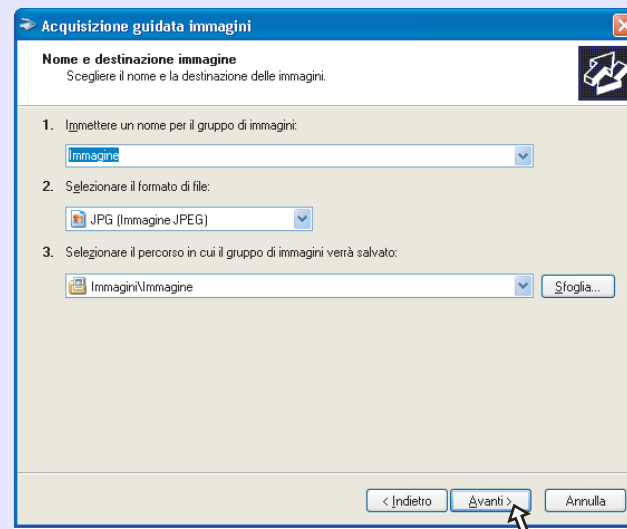 Acquisizione guidata immagini
Nome e destinazione immagine
Scegliere il nome e la destinazione delle immagini.
1. Immettere un nome per il gruppo di immagini:
Immagine
2. Selezionare il formato di file:
JPG (Immagine JPEG)
3. Selezionare il percorso in cui il gruppo di immagini verrà salvato:
Immagini\Immagine
Sfoglia...
< Indietro
Avanti >
Annulla